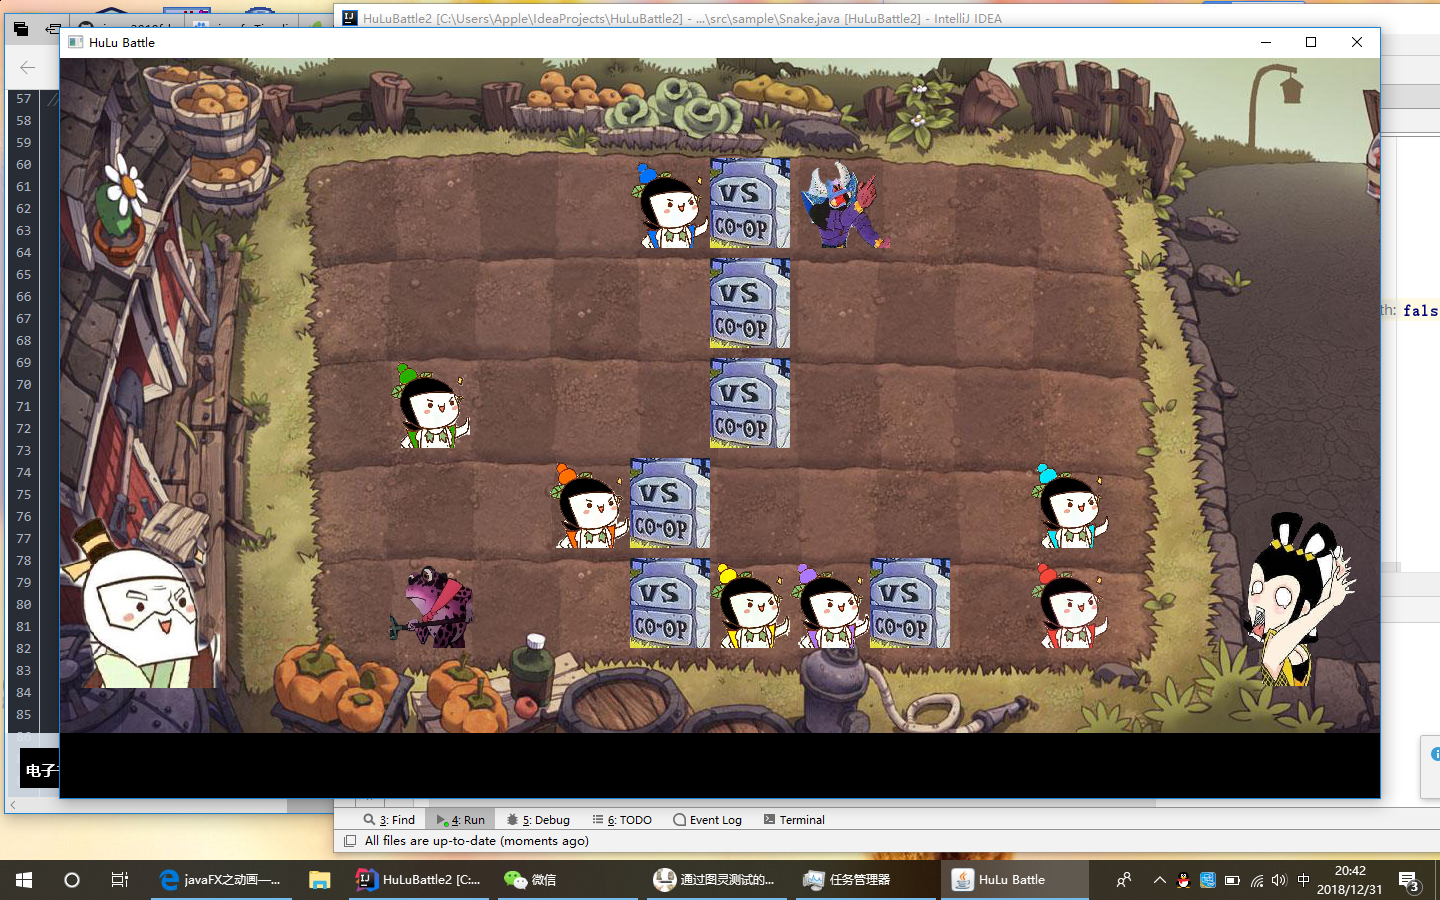 HuLuBattle2 [C:\Users\Apple\IdeaProjects\HuLuBattle2] - ...\src\sample\Snake.java [HuLuBattle2] - IntelliJ IDEA
HuLu Battle
57 //
58
59
60
61
62
63
64
65
66
67
68
69
70
71
72
73
74
75
76
77
78
79
80
81
82
83
84
85
86
VS
CO-OP
VS
CO-OP
VS
CO-OP
VS
CO-OP
VS
CO-OP
VS
CO-OP
th: fals
电子
3: Find
4: Run
5: Debug
6: TODO
Event Log
Terminal
All files are up-to-date (moments ago)
javaFX之动画—...
HuLuBattle2 [C:...
微信
通过图灵测试的...
任务管理器
HuLu Battle
中
20:42
2018/12/31
3